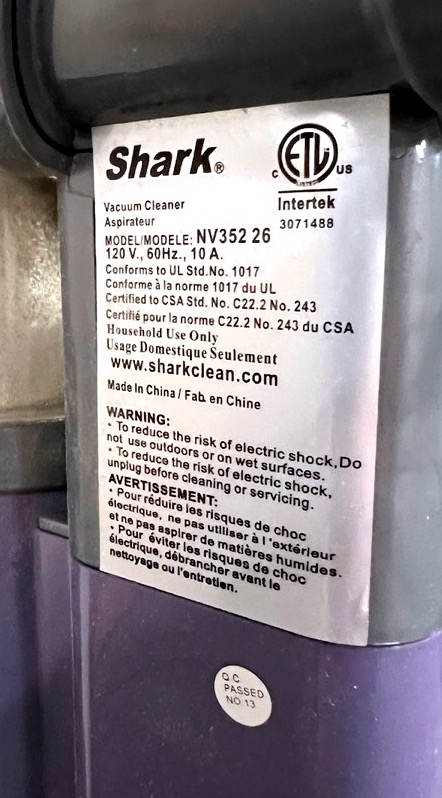 Shark®
ETL
C US
Intertek
3071488
Vacuum Cleaner
Aspirateur
MODEL/MODELE: NV352 26
120 V., 60Hz., 10 A.
Conforms to UL Std.No. 1017
Conforme à la norme 1017 du UL
Certified to CSA Std. No. C22.2 No. 243
Certifié pour la norme C22.2 No. 243 du CSA
Household Use Only
Usage Domestique Seulement
www.sharkclean.com
Made In China / Fab. en Chine
WARNING:
• To reduce the risk of electric shock, Do
not use outdoors or on wet surfaces.
• To reduce the risk of electric shock,
unplug before cleaning or servicing.
AVERTISSEMENT:
• Pour réduire les risques de choc
électrique, ne pas utiliser à l'extérieur
et ne pas aspirer de matières humides.
• Pour éviter les risques de choc
électrique, débrancher avant le
nettoyage ou l'entretien.
Q.C.
PASSED
NO.13